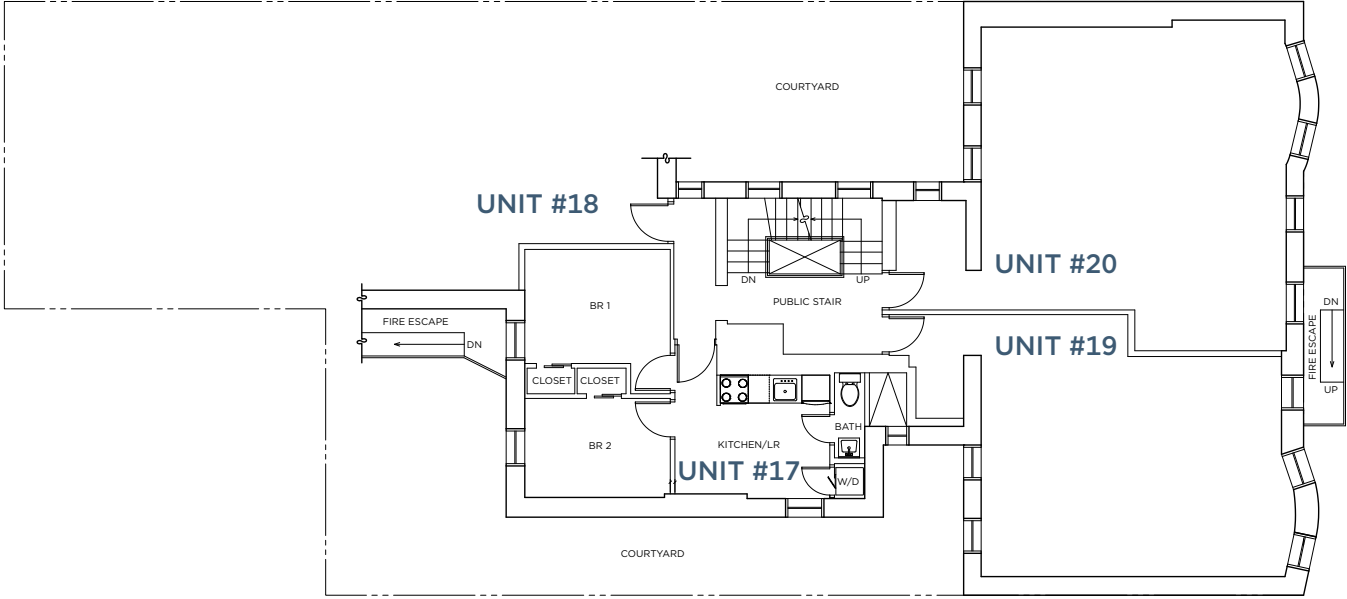 COURTYARD
UNIT #18
UNIT #20
DN
UP
PUBLIC STAIR
BR 1
FIRE ESCAPE
DN
DN
FIRE ESCAPE
UP
UNIT #19
CLOSET
CLOSET
BATH
BR 2
KITCHEN/LR
UNIT #17
W/D
COURTYARD